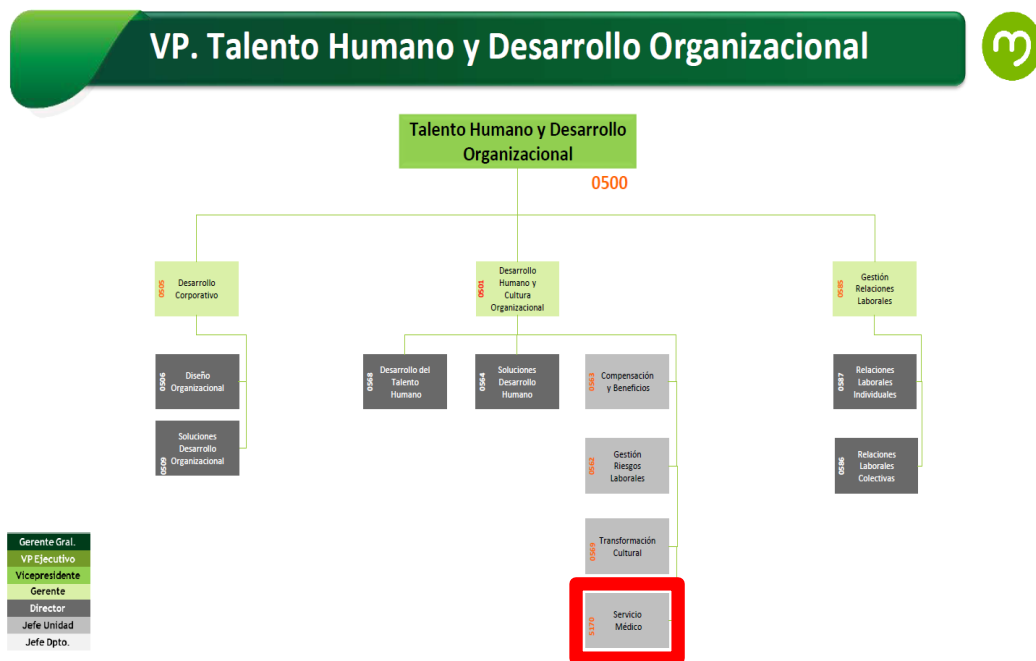 VP. Talento Humano y Desarrollo Organizacional
Talento Humano y Desarrollo
Organizacional
0500
0505
Desarrollo
Corporativo
0501
Desarrollo
Humano y
Cultura
Organizacional
0585
Gestión
Relaciones
Laborales
0506
Diseño
Organizacional
0568
Desarrollo del
Talento
Humano
0564
Soluciones
Desarrollo
Humano
0563
Compensación
y Beneficios
0587
Relaciones
Laborales
Individuales
0509
Soluciones
Desarrollo
Organizacional
0562
Gestión
Riesgos
Laborales
0586
Relaciones
Laborales
Colectivas
0569
Transformación
Cultural
5170
Servicio
Médico
Gerente Gral.
VP Ejecutivo
Vicepresidente
Gerente
Director
Jefe Unidad
Jefe Dpto.